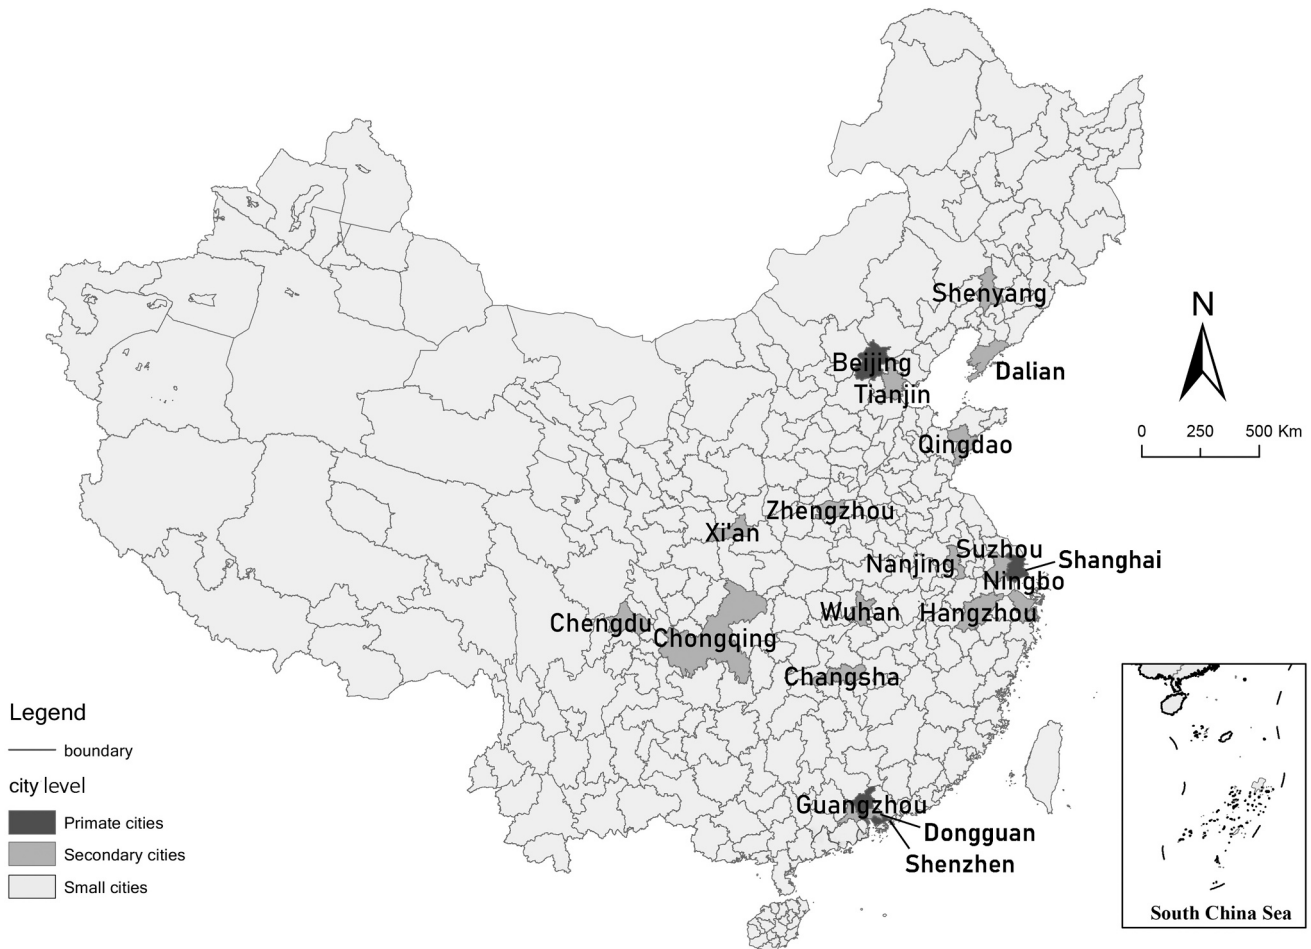 Shenyang
N
Beijing
Dalian
Tianjin
0 250 500 Km
Qingdao
Zhengzhou
Xi'an
Suzhou
Shanghai
Nanjing
Ningbo
Wuhan
Hangzhou
Chengdu
Chongqing
Changsha
Legend
boundary
city level
Primate cities
Secondary cities
Small cities
Guangzhou
Dongguan
Shenzhen
South China Sea